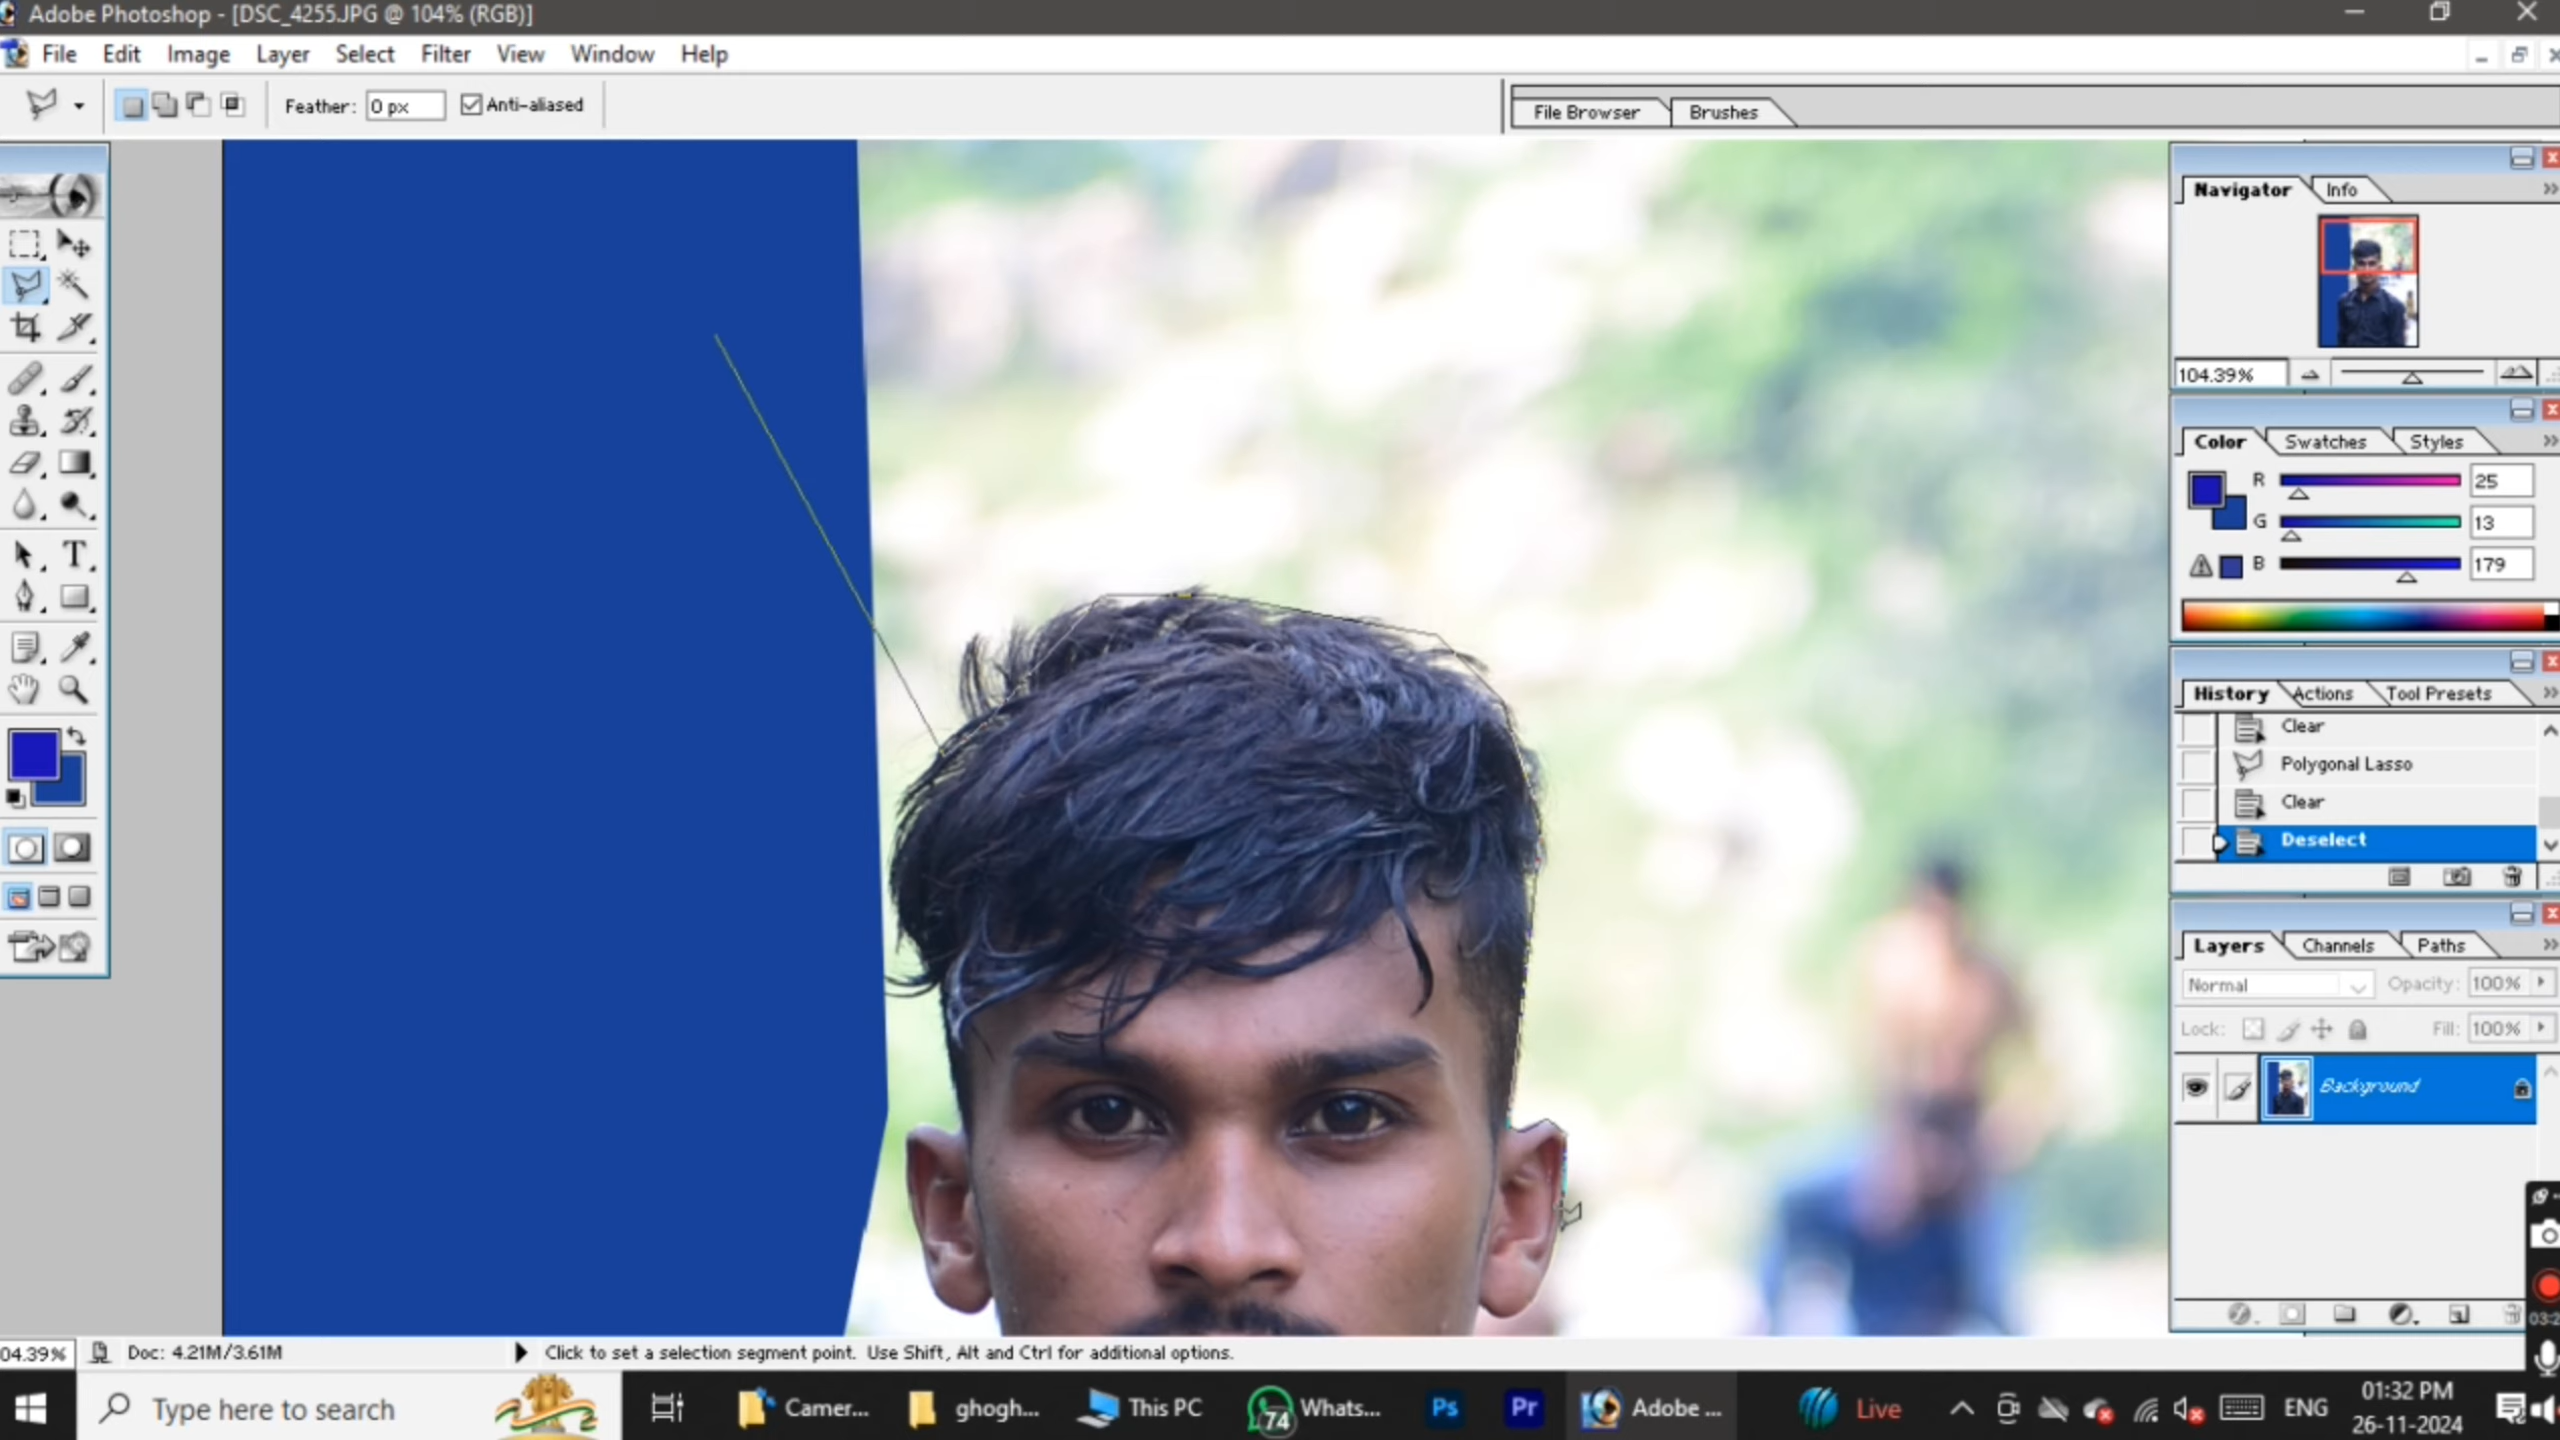 Adobe Photoshop - [DSC_4255.JPG @ 104% (RGB)]
File Edit Image Layer Select Filter View Window Help
Feather: 0 px Anti-aliased
File Browser Brushes
Navigator Info
104.39%
Color Swatches Styles
R 25
G 13
B 179
History Actions Tool Presets
Clear
Polygonal Lasso
Clear
Deselect
Layers Channels Paths
Normal Opacity: 100%
Lock: Fill: 100%
Background
04.39% Doc: 4.21M/3.61M Click to set a selection segment point. Use Shift, Alt and Ctrl for additional options.
Type here to search
Camer...
ghogh...
This PC
74 Whats...
Ps
Pr
Adobe ...
Live
ENG
01:32 PM
26-11-2024